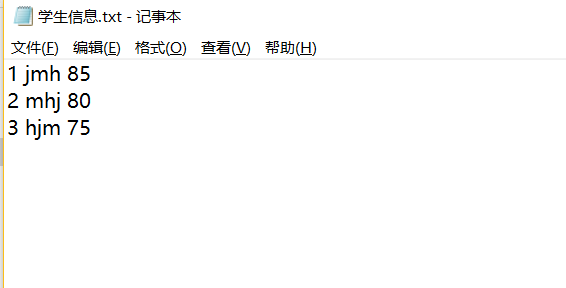 学生信息.txt - 记事本
文件(F) 编辑(E) 格式(O) 查看(V) 帮助(H)
1 jmh 85
2 mhj 80
3 hjm 75